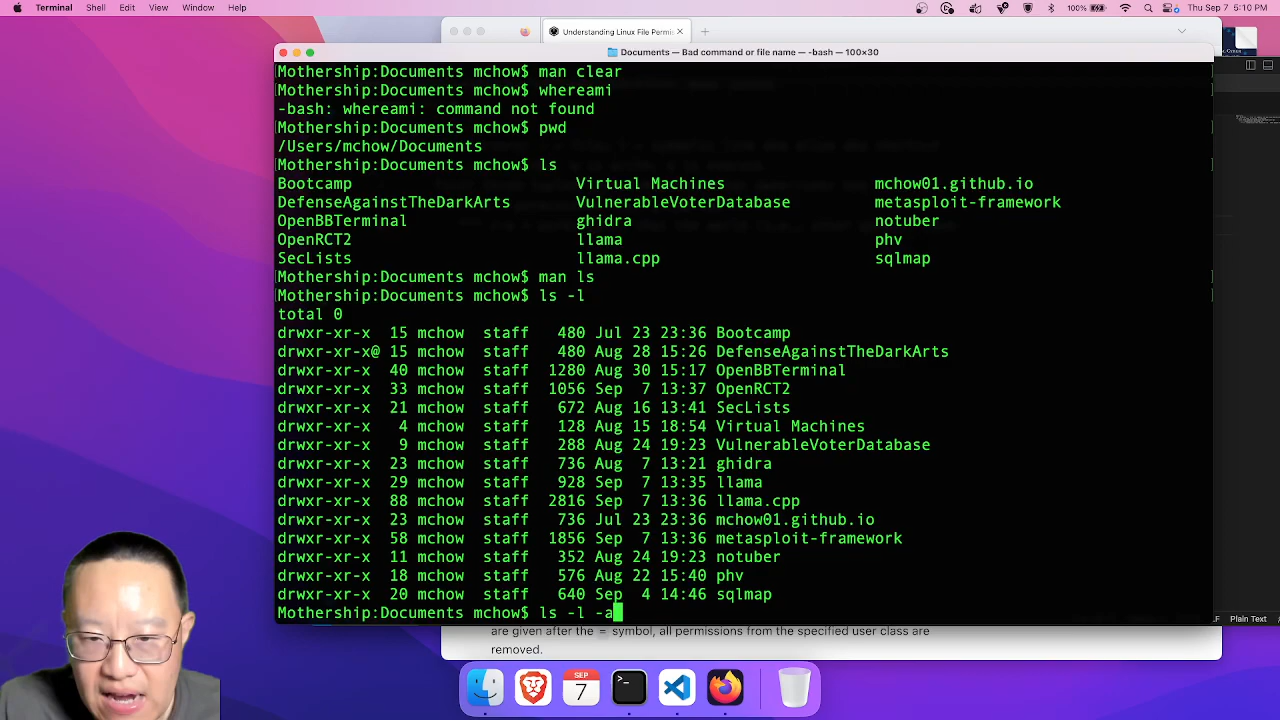 Terminal Shell Edit View Window Help 100% Thu Sep 7 5:10 PM
Understanding Linux File Permi
Documents — Bad command or file name — -bash — 100×30
Mothership:Documents mchow$ man clear
Mothership:Documents mchow$ whereami
-bash: whereami: command not found
Mothership:Documents mchow$ pwd
/Users/mchow/Documents
Mothership:Documents mchow$ ls
Bootcamp Virtual Machines mchow01.github.io
DefenseAgainstTheDarkArts VulnerableVoterDatabase metasploit-framework
OpenBBTerminal ghidra notuber
OpenRCT2 llama phv
SecLists llama.cpp sqlmap
Mothership:Documents mchow$ man ls
Mothership:Documents mchow$ ls -l
total 0
drwxr-xr-x 15 mchow staff 480 Jul 23 23:36 Bootcamp
drwxr-xr-x@ 15 mchow staff 480 Aug 28 15:26 DefenseAgainstTheDarkArts
drwxr-xr-x 40 mchow staff 1280 Aug 30 15:17 OpenBBTerminal
drwxr-xr-x 33 mchow staff 1056 Sep 7 13:37 OpenRCT2
drwxr-xr-x 21 mchow staff 672 Aug 16 13:41 SecLists
drwxr-xr-x 4 mchow staff 128 Aug 15 18:54 Virtual Machines
drwxr-xr-x 9 mchow staff 288 Aug 24 19:23 VulnerableVoterDatabase
drwxr-xr-x 23 mchow staff 736 Aug 7 13:21 ghidra
drwxr-xr-x 29 mchow staff 928 Sep 7 13:35 llama
drwxr-xr-x 88 mchow staff 2816 Sep 7 13:36 llama.cpp
drwxr-xr-x 23 mchow staff 736 Jul 23 23:36 mchow01.github.io
drwxr-xr-x 58 mchow staff 1856 Sep 7 13:36 metasploit-framework
drwxr-xr-x 11 mchow staff 352 Aug 24 19:23 notuber
drwxr-xr-x 18 mchow staff 576 Aug 22 15:40 phv
drwxr-xr-x 20 mchow staff 640 Sep 4 14:46 sqlmap
Mothership:Documents mchow$ ls -l -a
Plain Text
are given after the = symbol, all permissions from the specified user class are
removed.
SEP
7